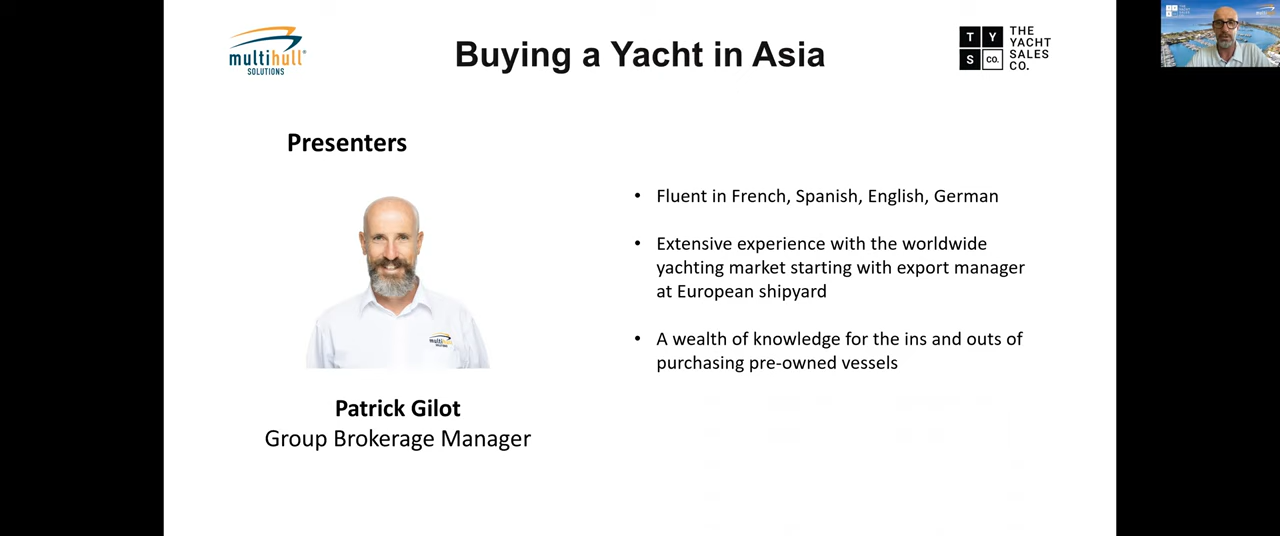 multihull
SOLUTIONS
Buying a Yacht in Asia
T Y
S CO.
THE
YACHT
SALES
CO.
Presenters
• Fluent in French, Spanish, English, German
• Extensive experience with the worldwide
yachting market starting with export manager
at European shipyard
• A wealth of knowledge for the ins and outs of
purchasing pre-owned vessels
Patrick Gilot
Group Brokerage Manager